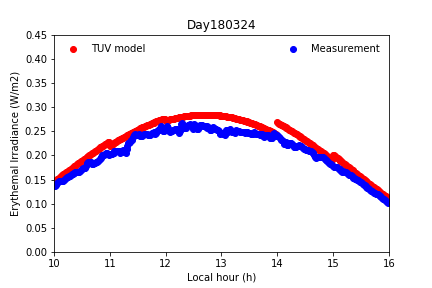 Day180324
TUV model
Measurement
Erythemal Irradiance (W/m2)
0.45
0.40
0.35
0.30
0.25
0.20
0.15
0.10
0.05
0.00
10 11 12 13 14 15 16
Local hour (h)